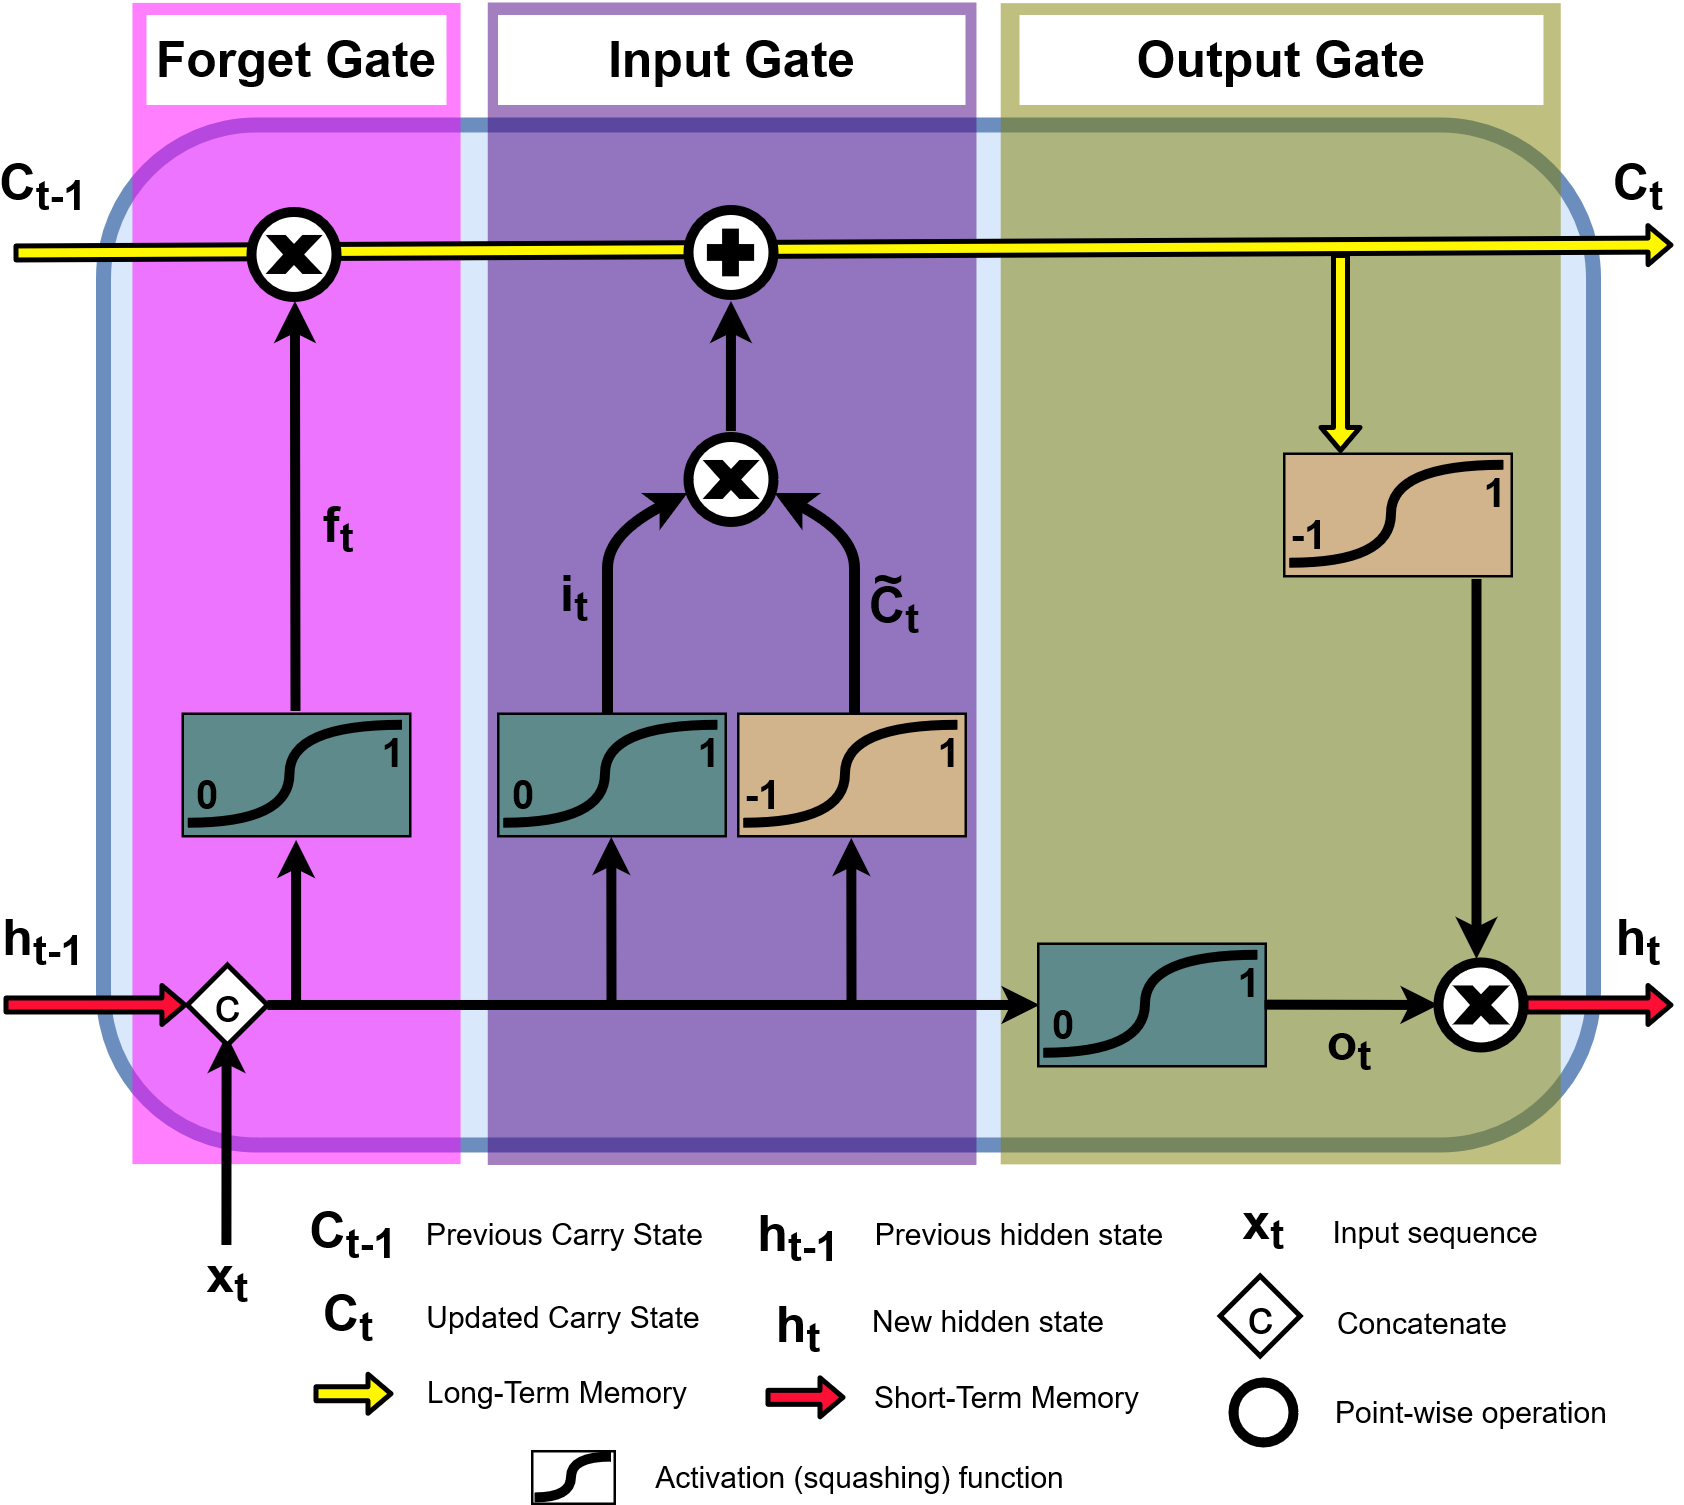 Forget Gate
Input Gate
Output Gate
C_{t-1}
C_t
f_t
i_t
C̃_t
-1 1
0 1
0 1
-1 1
h_{t-1}
h_t
C
0 1
o_t
x_t
C_{t-1} Previous Carry State
h_{t-1} Previous hidden state
x_t Input sequence
C_t Updated Carry State
h_t New hidden state
C Concatenate
Long-Term Memory
Short-Term Memory
Point-wise operation
Activation (squashing) function